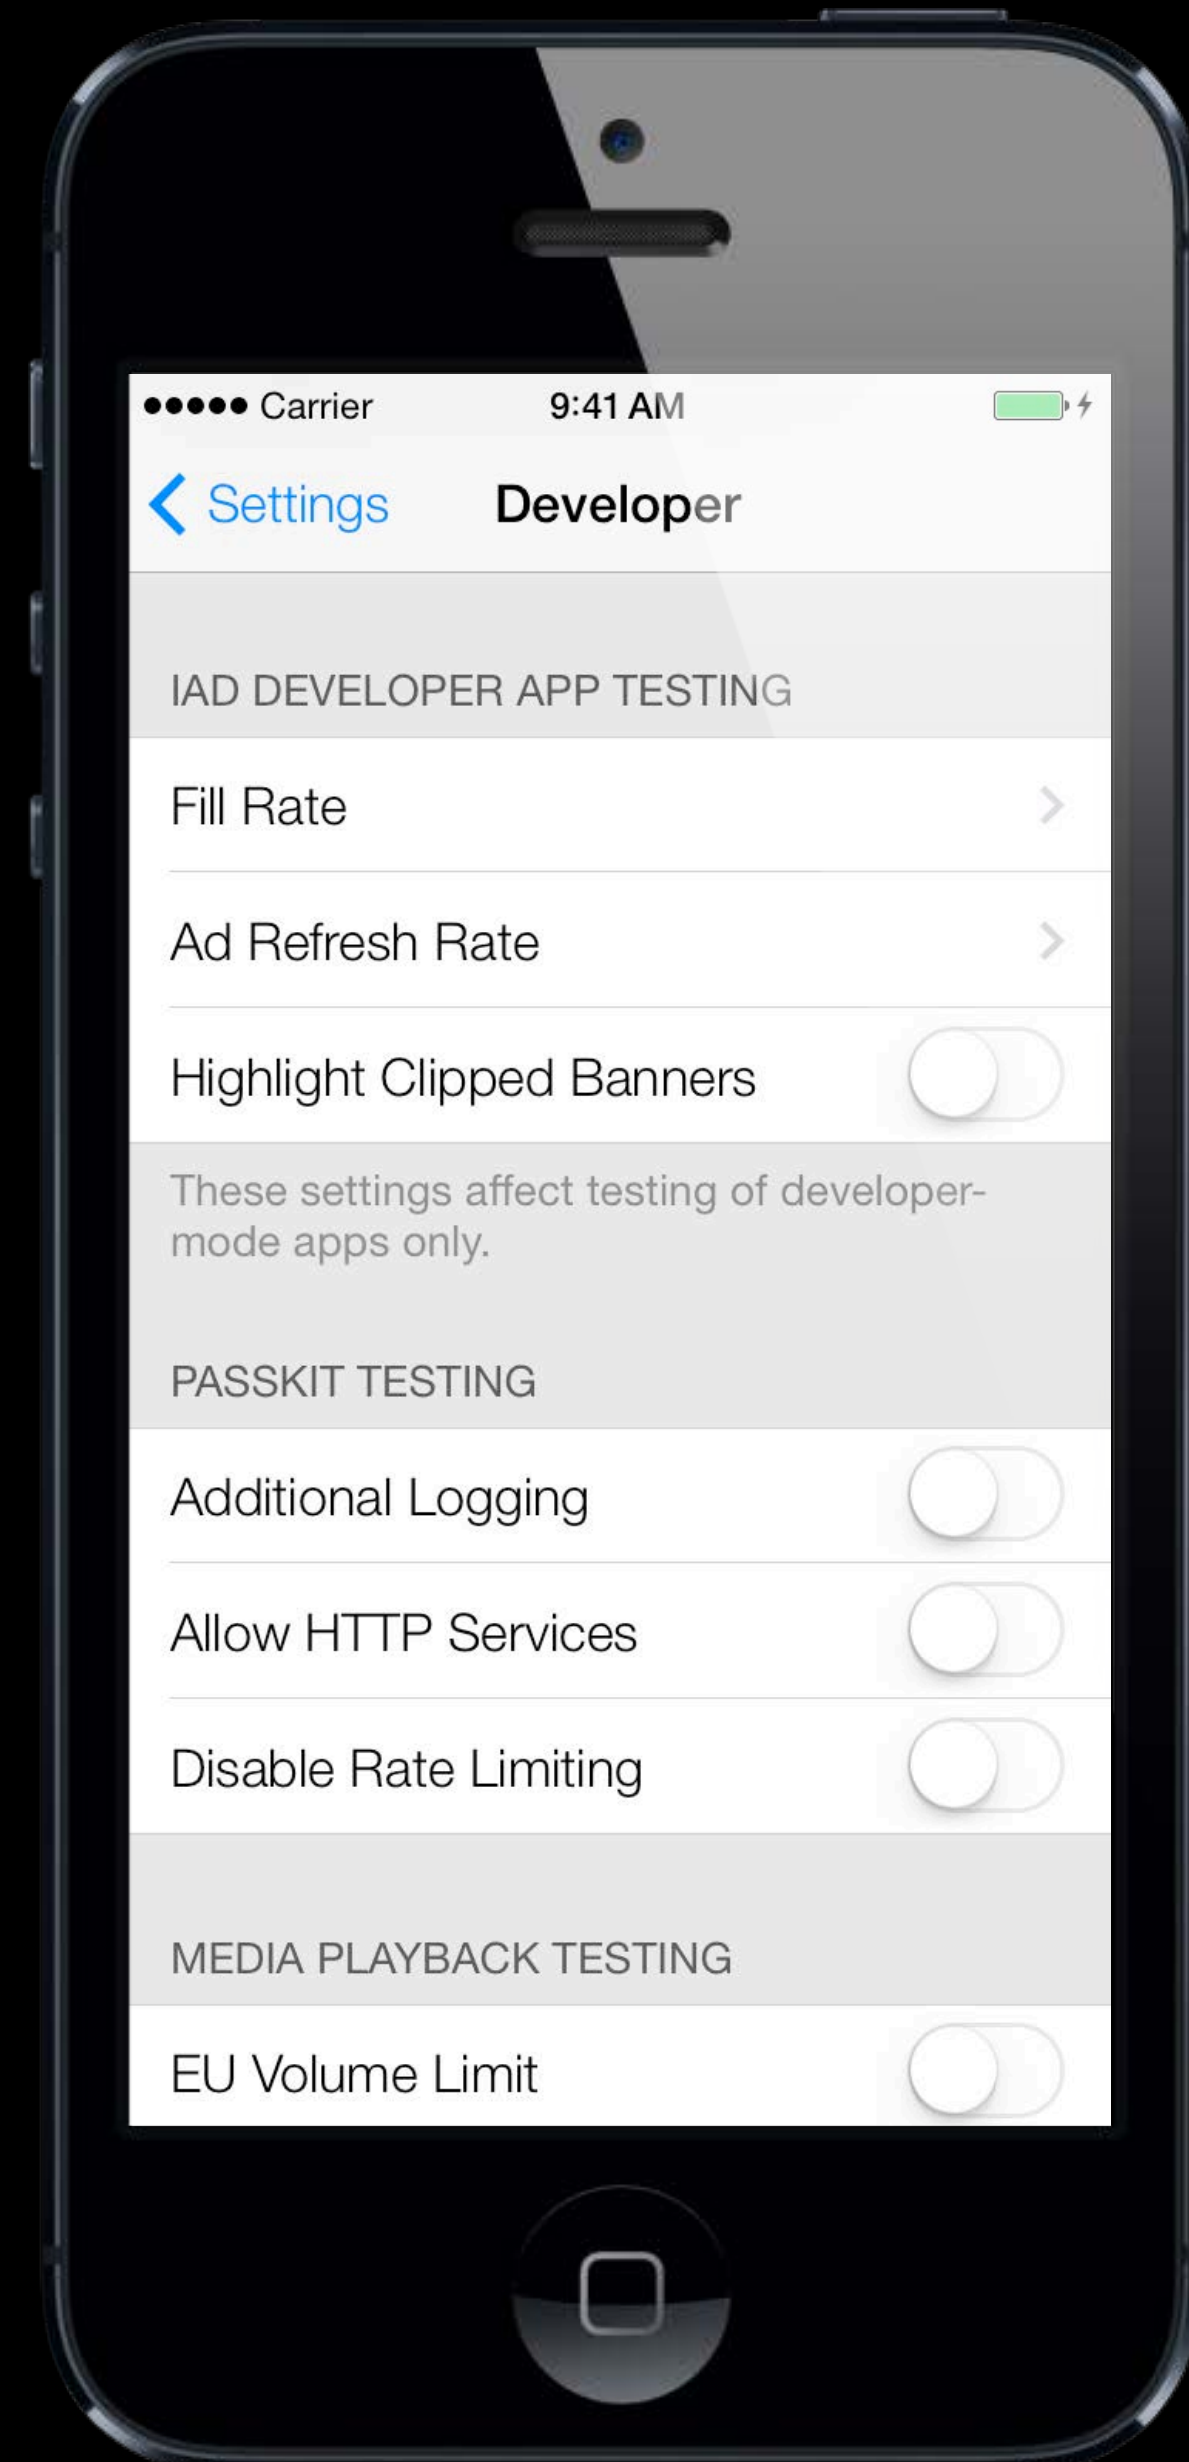 Carrier 9:41 AM
Settings Developer
IAD DEVELOPER APP TESTING
Fill Rate
Ad Refresh Rate
Highlight Clipped Banners
These settings affect testing of developer-
mode apps only.
PASSKIT TESTING
Additional Logging
Allow HTTP Services
Disable Rate Limiting
MEDIA PLAYBACK TESTING
EU Volume Limit